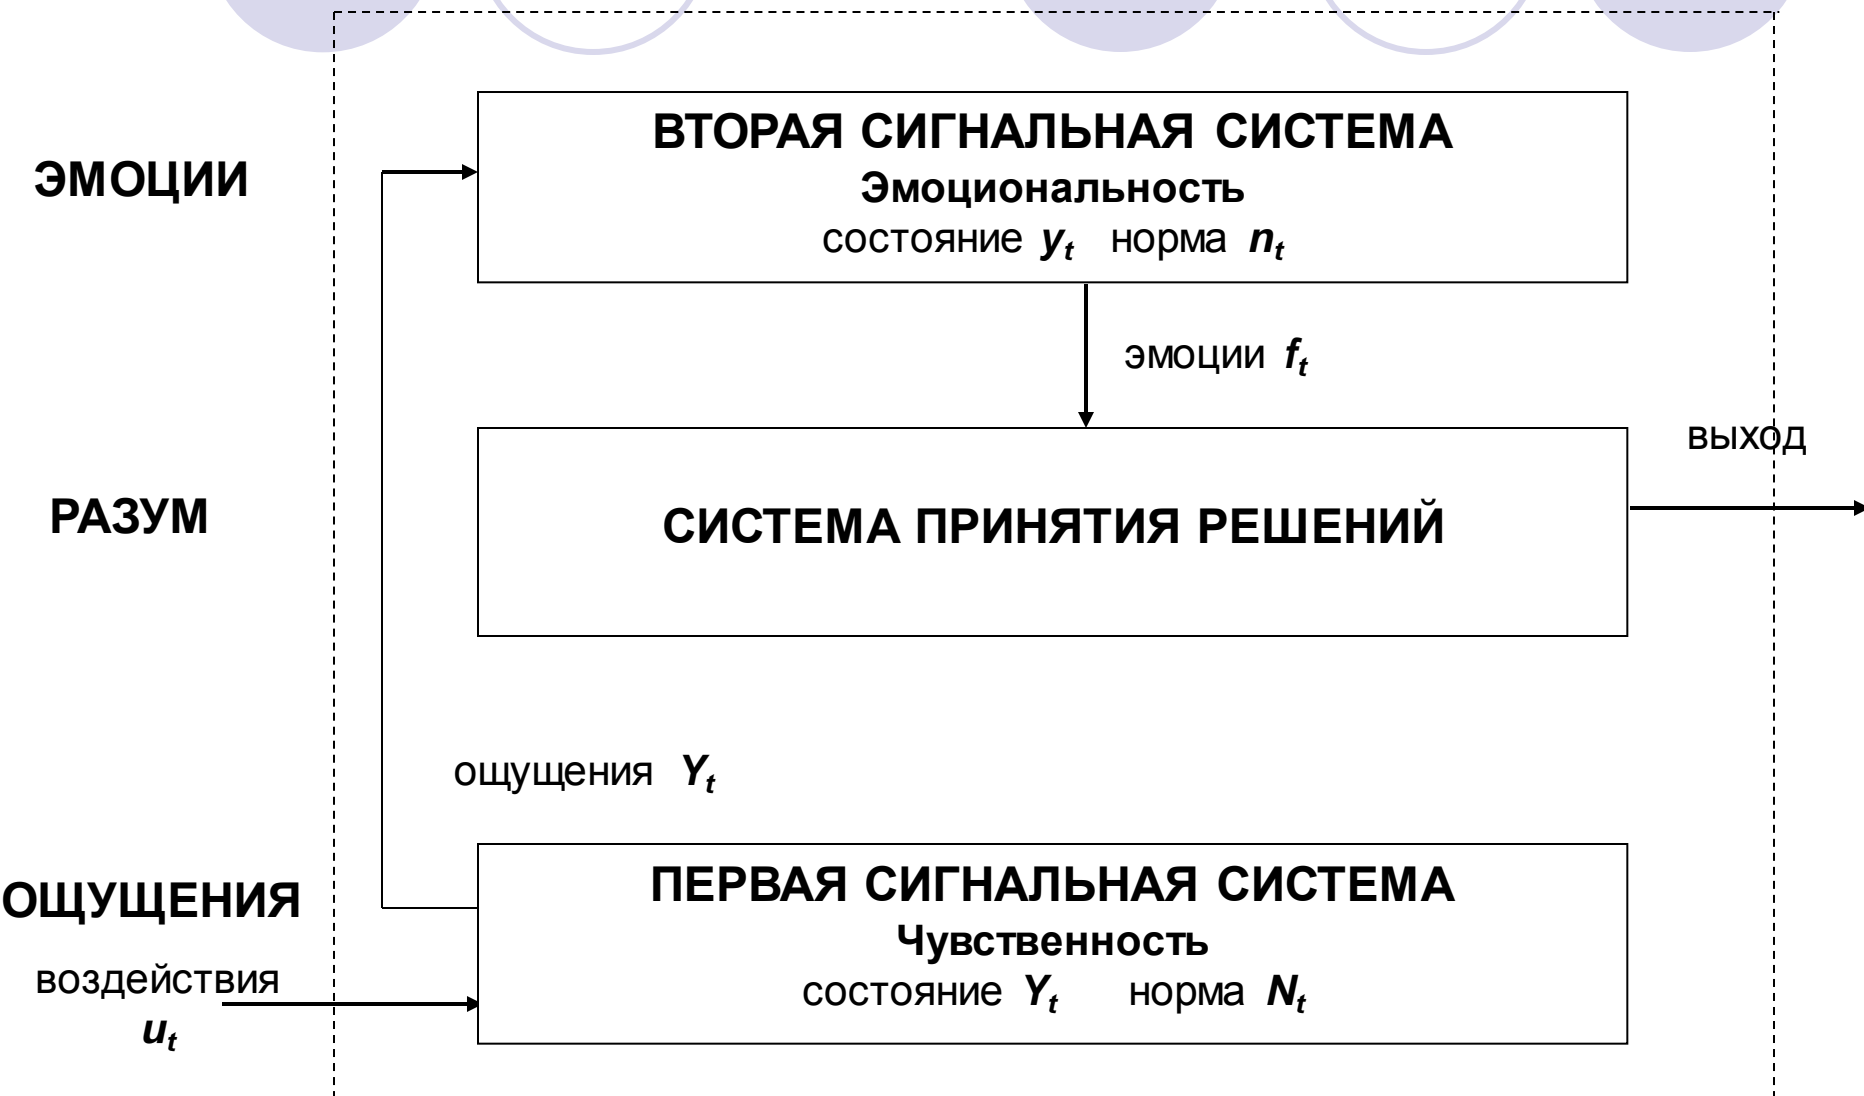 ВТОРАЯ СИГНАЛЬНАЯ СИСТЕМА
ЭМОЦИИ
Эмоциональность
состояние yt норма nt
эмоции ft
выход
РАЗУМ
СИСТЕМА ПРИНЯТИЯ РЕШЕНИЙ
ощущения Yt
ПЕРВАЯ СИГНАЛЬНАЯ СИСТЕМА
ОЩУЩЕНИЯ
Чувственность
воздействия
состояние Yt норма Nt
ut